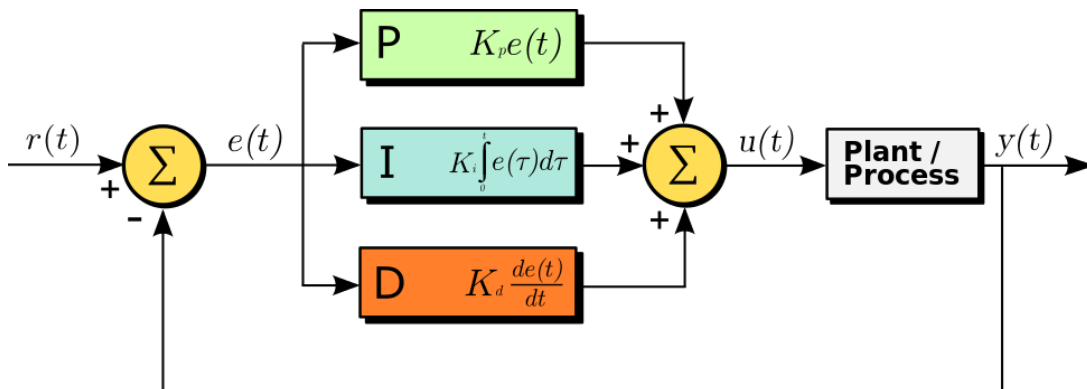 P K_p e(t)
r(t) + - Σ e(t)
I K_i ∫_0^t e(τ)dτ
+ + + Σ u(t)
Plant /
Process
y(t)
D K_d de(t)/dt